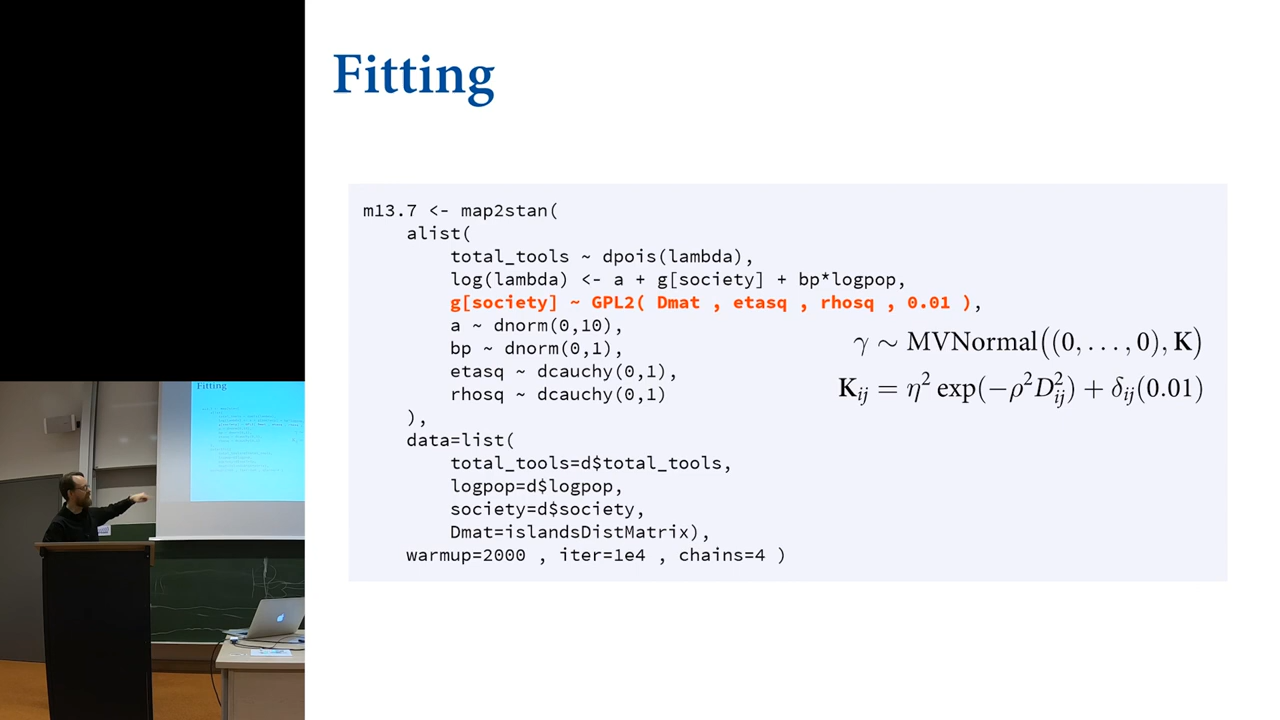 Fitting
m13.7 <- map2stan(
alist(
total_tools ~ dpois(lambda),
log(lambda) <- a + g[society] + bp*logpop,
g[society] ~ GPL2( Dmat , etasq , rhosq , 0.01 ),
a ~ dnorm(0,10),
bp ~ dnorm(0,1),
etasq ~ dcauchy(0,1),
rhosq ~ dcauchy(0,1)
),
data=list(
total_tools=d$total_tools,
logpop=d$logpop,
society=d$society,
Dmat=islandsDistMatrix),
warmup=2000 , iter=1e4 , chains=4 )
γ ∼ MVNormal((0, . . . , 0), K)
K_ij = η² exp(−ρ²D²_ij) + δ_ij(0.01)
Fitting